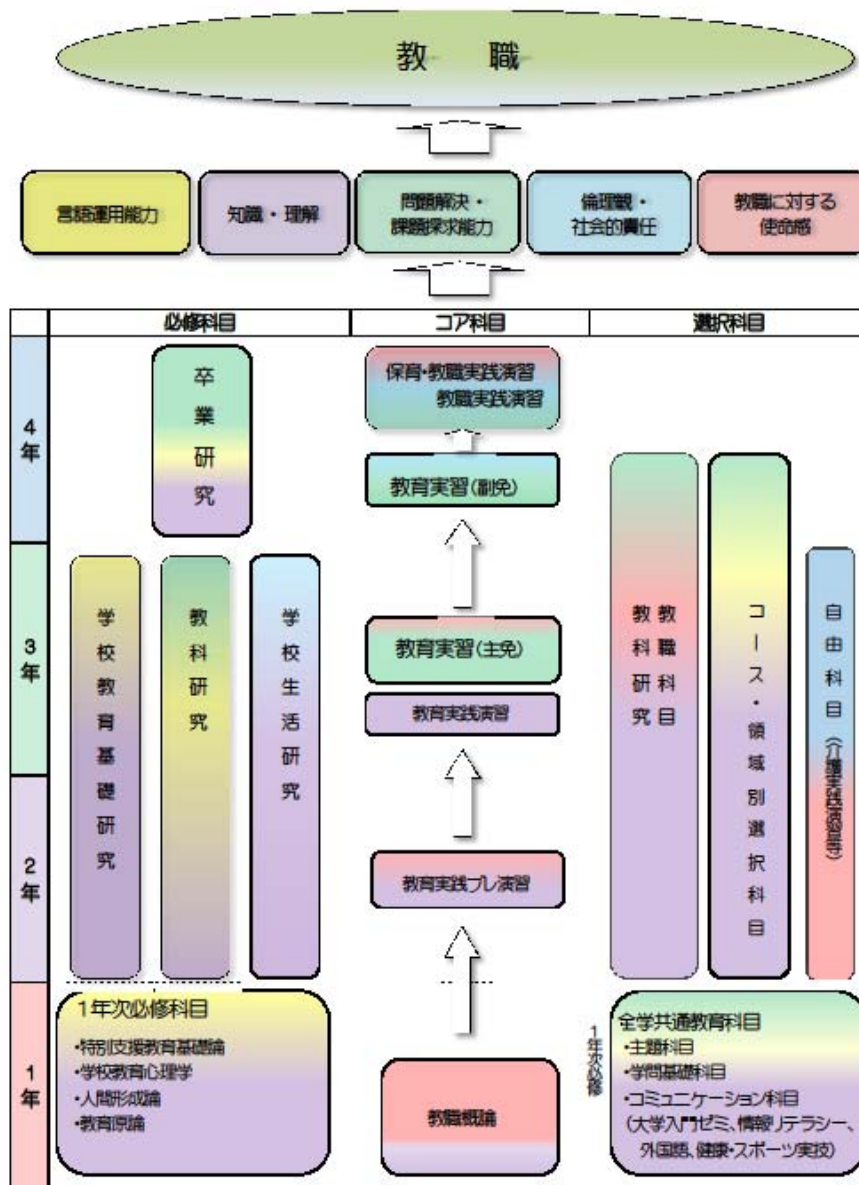 教 職
言語運用能力
知識・理解
問題解決・
課題探求能力
倫理観・
社会的責任
教職に対する
使命感
必修科目
コア科目
選択科目
4年
卒業研究
保育・教職実践演習
教職実践演習
教育実習(副免)
3年
学校教育基礎研究
教科研究
学校生活研究
教育実習(主免)
教育実践演習
教職科目
教科研究
コース・領域別選択科目
自由科目(介護実践演習等)
2年
教育実践プレ演習
1年
1年次必修科目
・特別支援教育基礎論
・学校教育心理学
・人間形成論
・教育原論
教職概論
1年次必修
全学共通教育科目
・主題科目
・学問基礎科目
・コミュニケーション科目
(大学入門ゼミ、情報リテラシー、
外国語、健康・スポーツ実技)